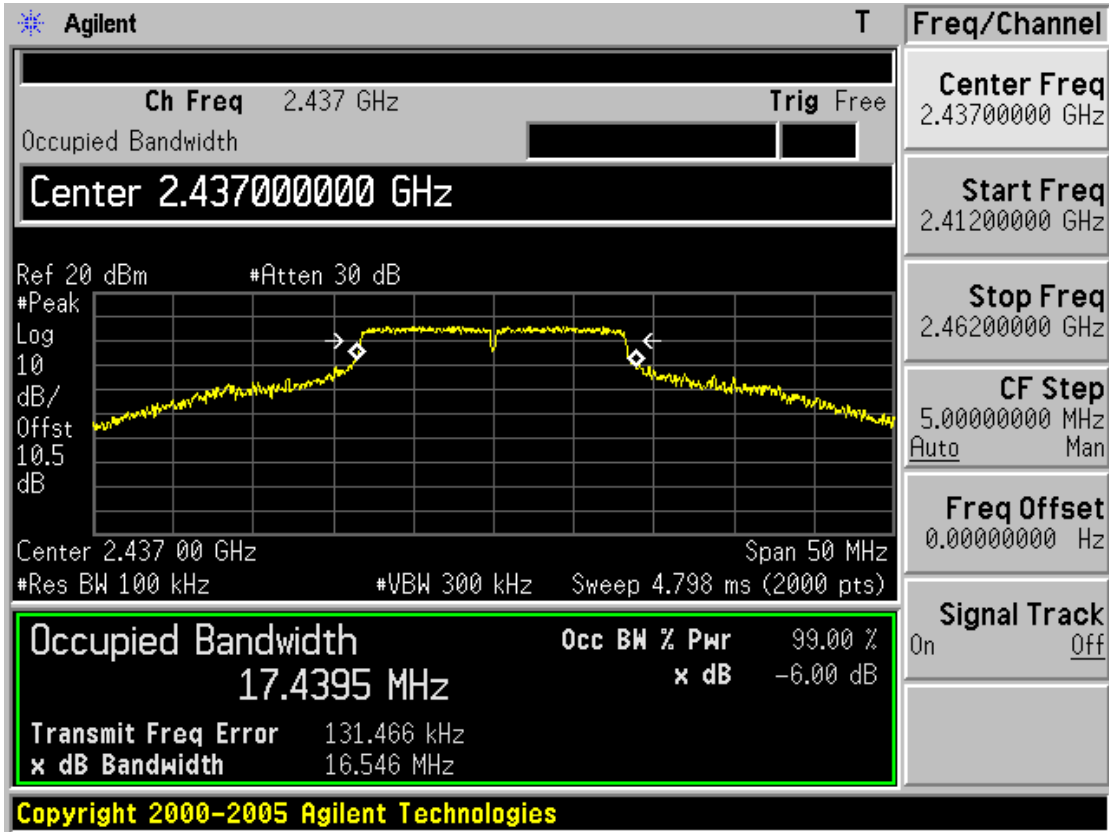 Agilent T
Ch Freq 2.437 GHz Trig Free
Occupied Bandwidth
Center 2.437000000 GHz
Ref 20 dBm #Atten 30 dB
#Peak
Log
10
dB/
Offst
10.5
dB
Center 2.437 00 GHz Span 50 MHz
#Res BW 100 kHz #VBW 300 kHz Sweep 4.798 ms (2000 pts)
Occupied Bandwidth
17.4395 MHz
Occ BW % Pwr 99.00 %
x dB -6.00 dB
Transmit Freq Error 131.466 kHz
x dB Bandwidth 16.546 MHz
Copyright 2000-2005 Agilent Technologies
Freq/Channel
Center Freq
2.43700000 GHz
Start Freq
2.41200000 GHz
Stop Freq
2.46200000 GHz
CF Step
5.00000000 MHz
Auto Man
Freq Offset
0.00000000 Hz
Signal Track
On Off